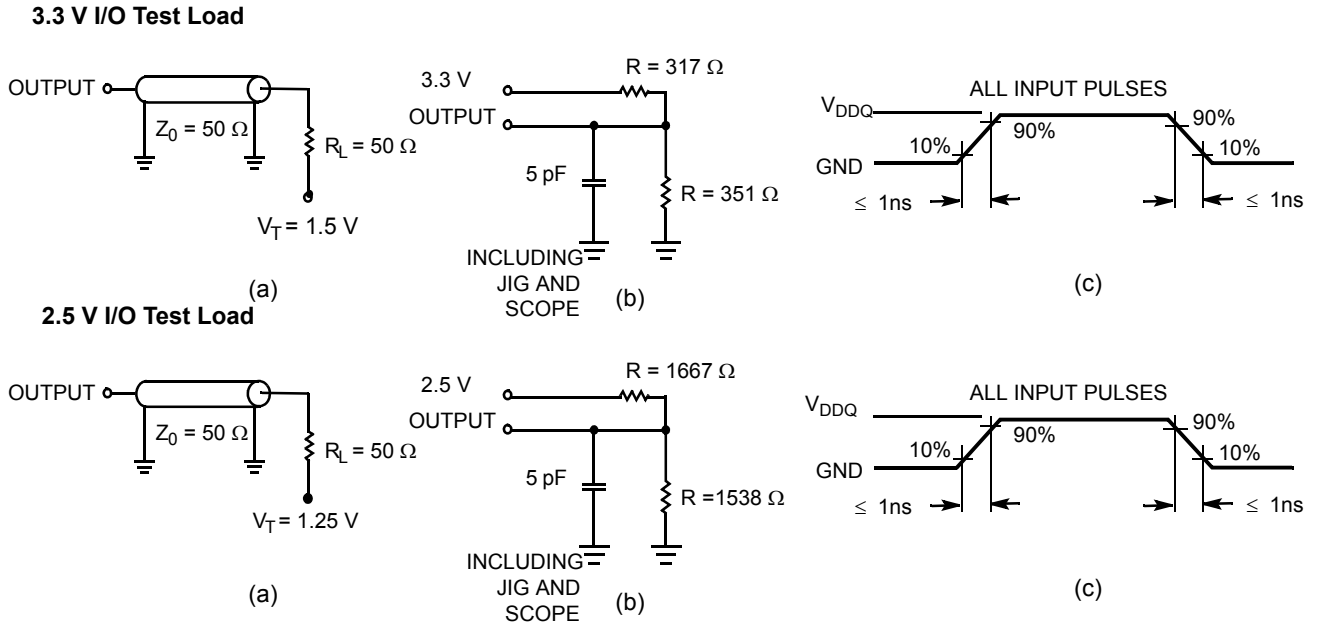 3.3 V I/O Test Load
OUTPUT
Z0 = 50 Ω
RL = 50 Ω
VT = 1.5 V
(a)
3.3 V
OUTPUT
R = 317 Ω
5 pF
R = 351 Ω
INCLUDING
JIG AND
SCOPE
(b)
ALL INPUT PULSES
VDDQ
GND
10%
90%
90%
10%
≤ 1ns
≤ 1ns
(c)
2.5 V I/O Test Load
OUTPUT
Z0 = 50 Ω
RL = 50 Ω
VT = 1.25 V
(a)
2.5 V
OUTPUT
R = 1667 Ω
5 pF
R =1538 Ω
INCLUDING
JIG AND
SCOPE
(b)
ALL INPUT PULSES
VDDQ
GND
10%
90%
90%
10%
≤ 1ns
≤ 1ns
(c)